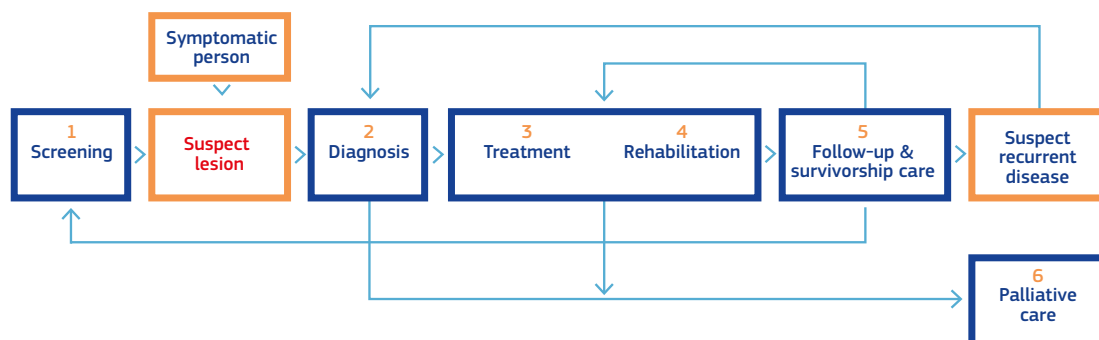 Symptomatic
person
1
Screening
Suspect
lesion
2
Diagnosis
3
Treatment
4
Rehabilitation
5
Follow-up &
survivorship care
Suspect
recurrent
disease
6
Palliative
care